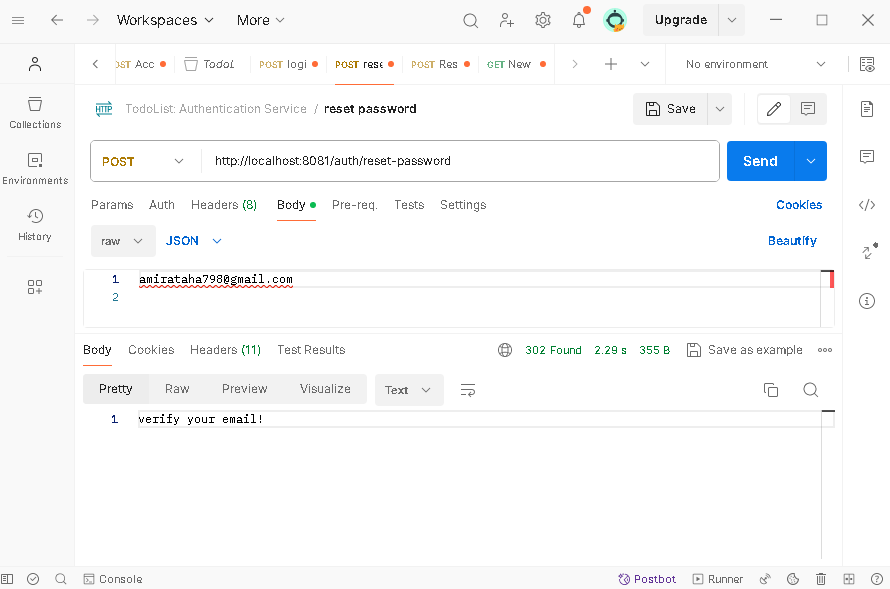 Workspaces More Upgrade
OST Acc TodoL POST logi POST rese POST Res GET New No environment
TodoList: Authentication Service / reset password Save
POST http://localhost:8081/auth/reset-password Send
Collections
Environments
History
Params Auth Headers (8) Body Pre-req. Tests Settings Cookies
raw JSON Beautify
1 amirataha798@gmail.com
2
Body Cookies Headers (11) Test Results 302 Found 2.29 s 355 B Save as example
Pretty Raw Preview Visualize Text
1 verify your email!
Console Postbot Runner